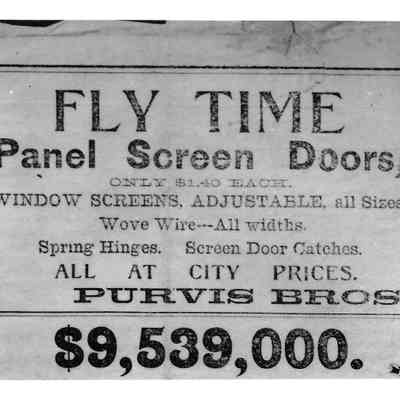 FLY TIME
Panel Screen Doors,
ONLY $1.40 EACH.
WINDOW SCREENS, ADJUSTABLE, all Sizes
Wove Wire---All widths.
Spring Hinges. Screen Door Catches.
ALL AT CITY PRICES.
PURVIS BROS
$9,539,000.